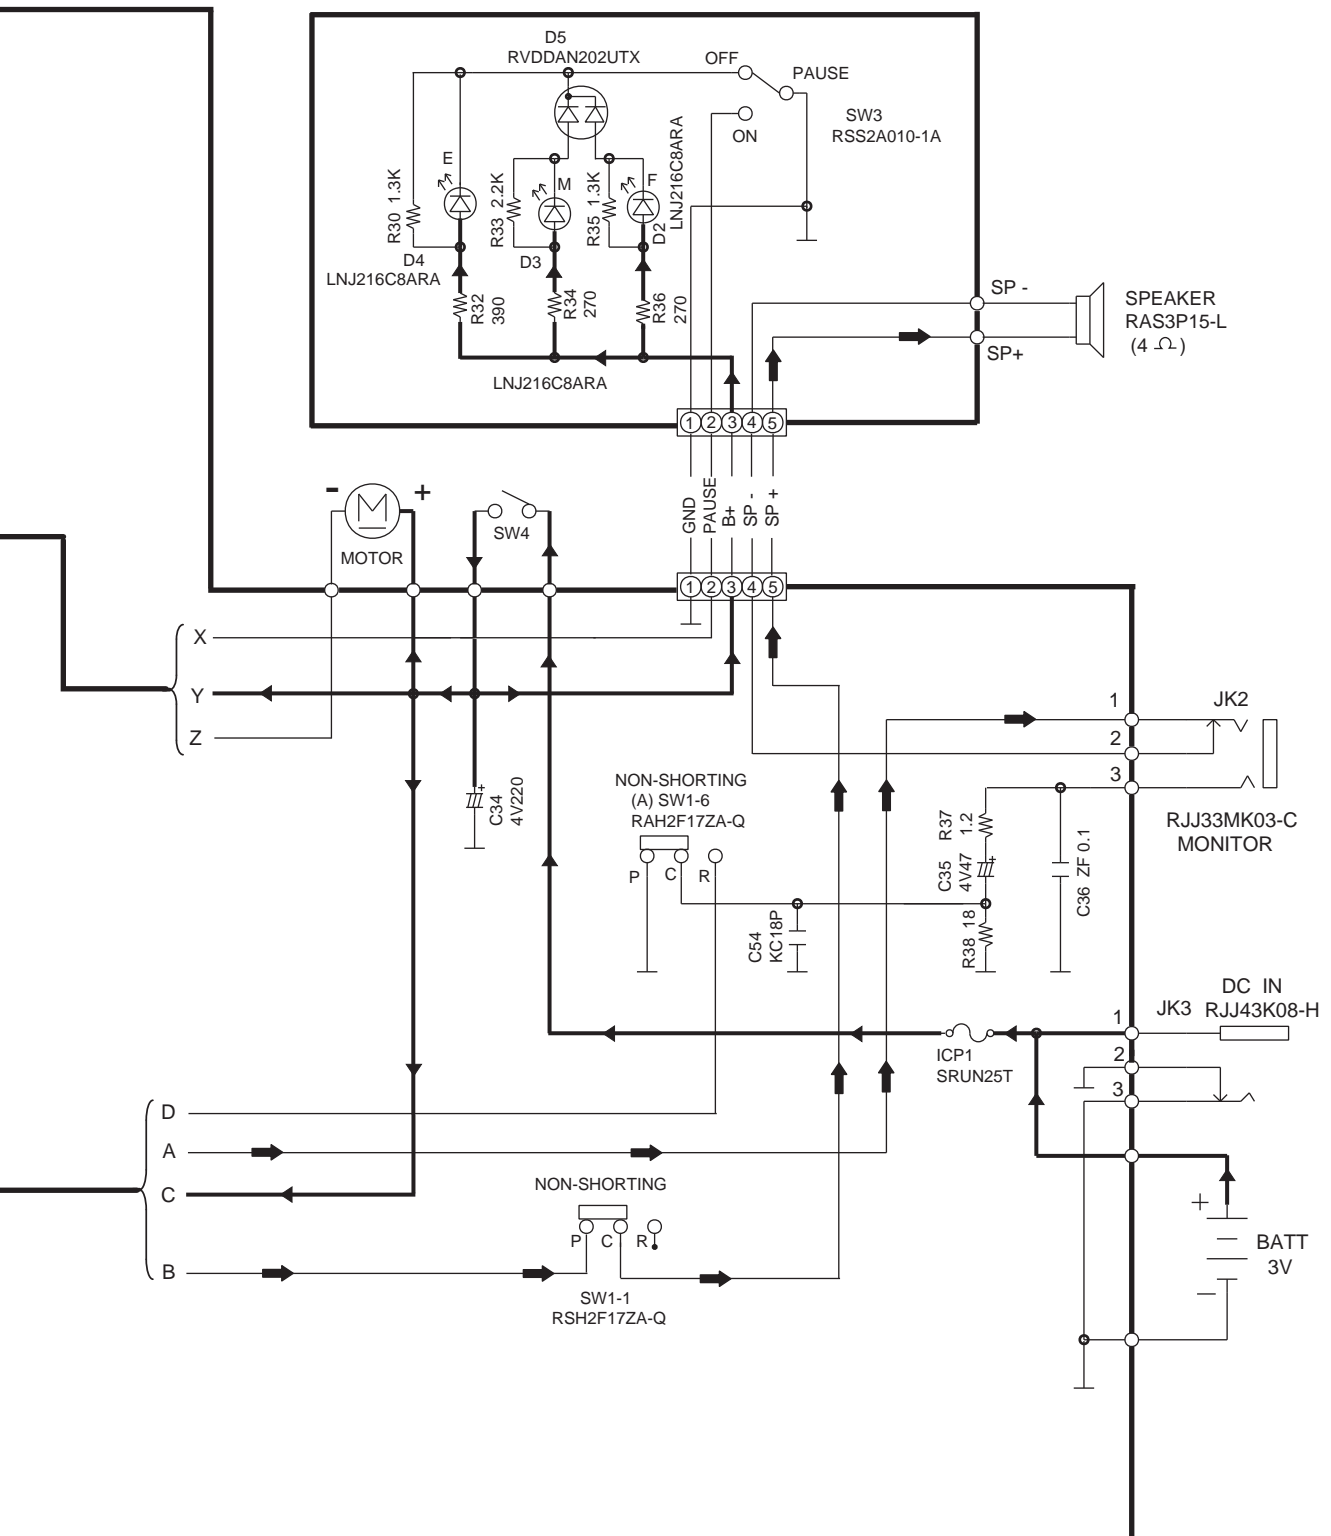 D5
RVDDAN202UTX
OFF
PAUSE
SW3
RSS2A010-1A
ON
LNJ216C8ARA
E
M
F
R30 1.3K
R33 2.2K
R35 1.3K
D2
D4
LNJ216C8ARA
D3
R32
390
R34
270
R36
270
LNJ216C8ARA
SP -
SP+
SPEAKER
RAS3P15-L
(4 Ω)
1 2 3 4 5
GND
PAUSE
B+
SP -
SP +
1 2 3 4 5
- +
M
MOTOR
SW4
X
Y
Z
C34
4V220
+
NON-SHORTING
(A) SW1-6
RAH2F17ZA-Q
P C R
C54
KC18P
R37
1.2
C35
4V47
+
R38 18
C36 ZF 0.1
1
2
3
JK2
RJJ33MK03-C
MONITOR
DC IN
JK3 RJJ43K08-H
1
2
3
ICP1
SRUN25T
D
A
C
B
NON-SHORTING
P C R
SW1-1
RSH2F17ZA-Q
+
BATT
3V
—